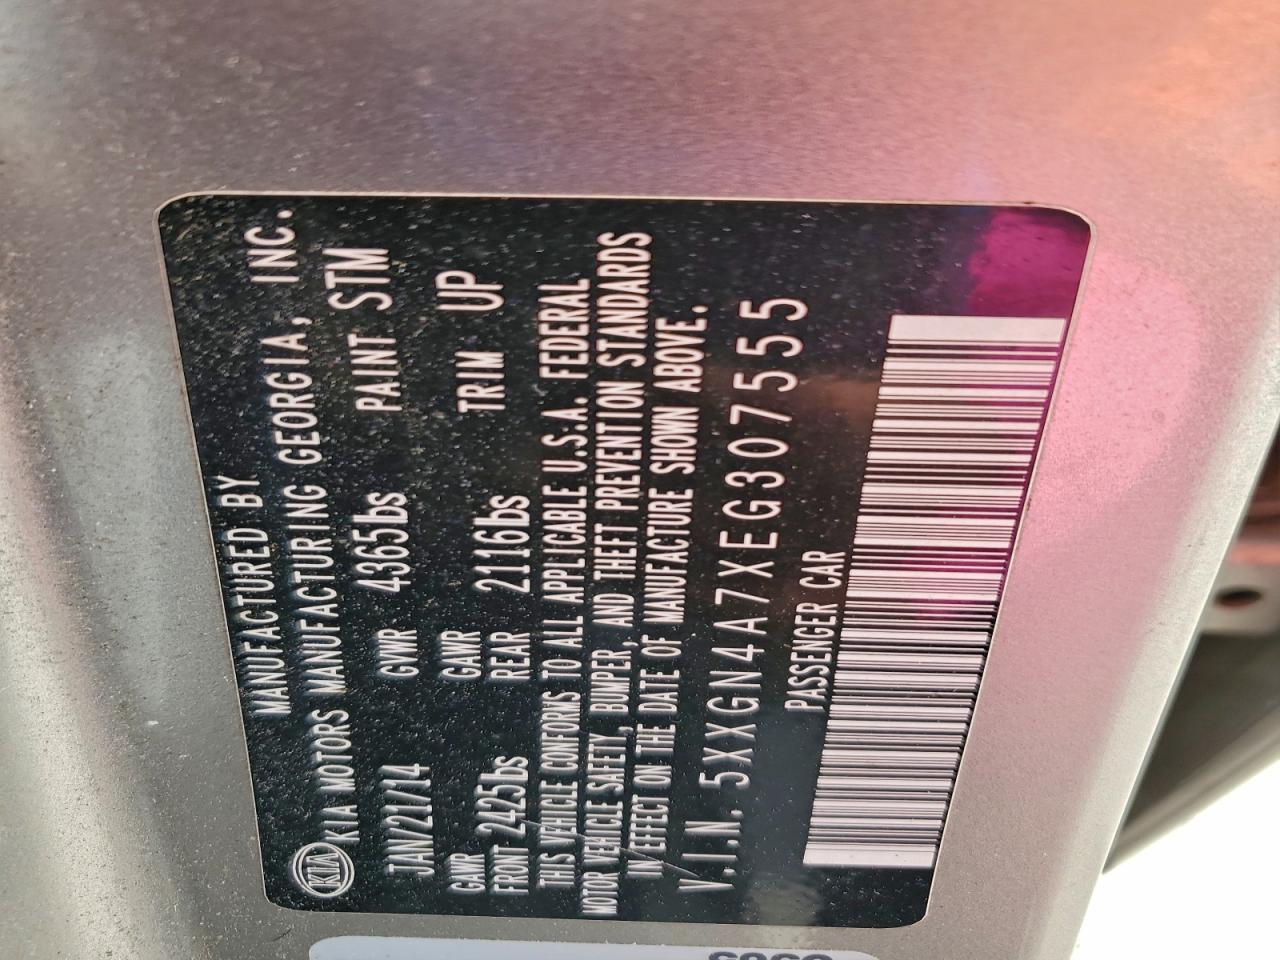 MANUFACTURED BY
KIA KIA MOTORS MANUFACTURING GEORGIA, INC.
JAN/21/14 GVWR 4365lbs PAINT STM
GAWR GAWR
FRONT 2425lbs REAR 2116lbs TRIM UP
THIS VEHICLE CONFORMS TO ALL APPLICABLE U.S.A. FEDERAL
MOTOR VEHICLE SAFETY, BUMPER, AND THEFT PREVENTION STANDARDS
IN EFFECT ON THE DATE OF MANUFACTURE SHOWN ABOVE.
V.I.N. 5XXGN4A7XEG307555
PASSENGER CAR